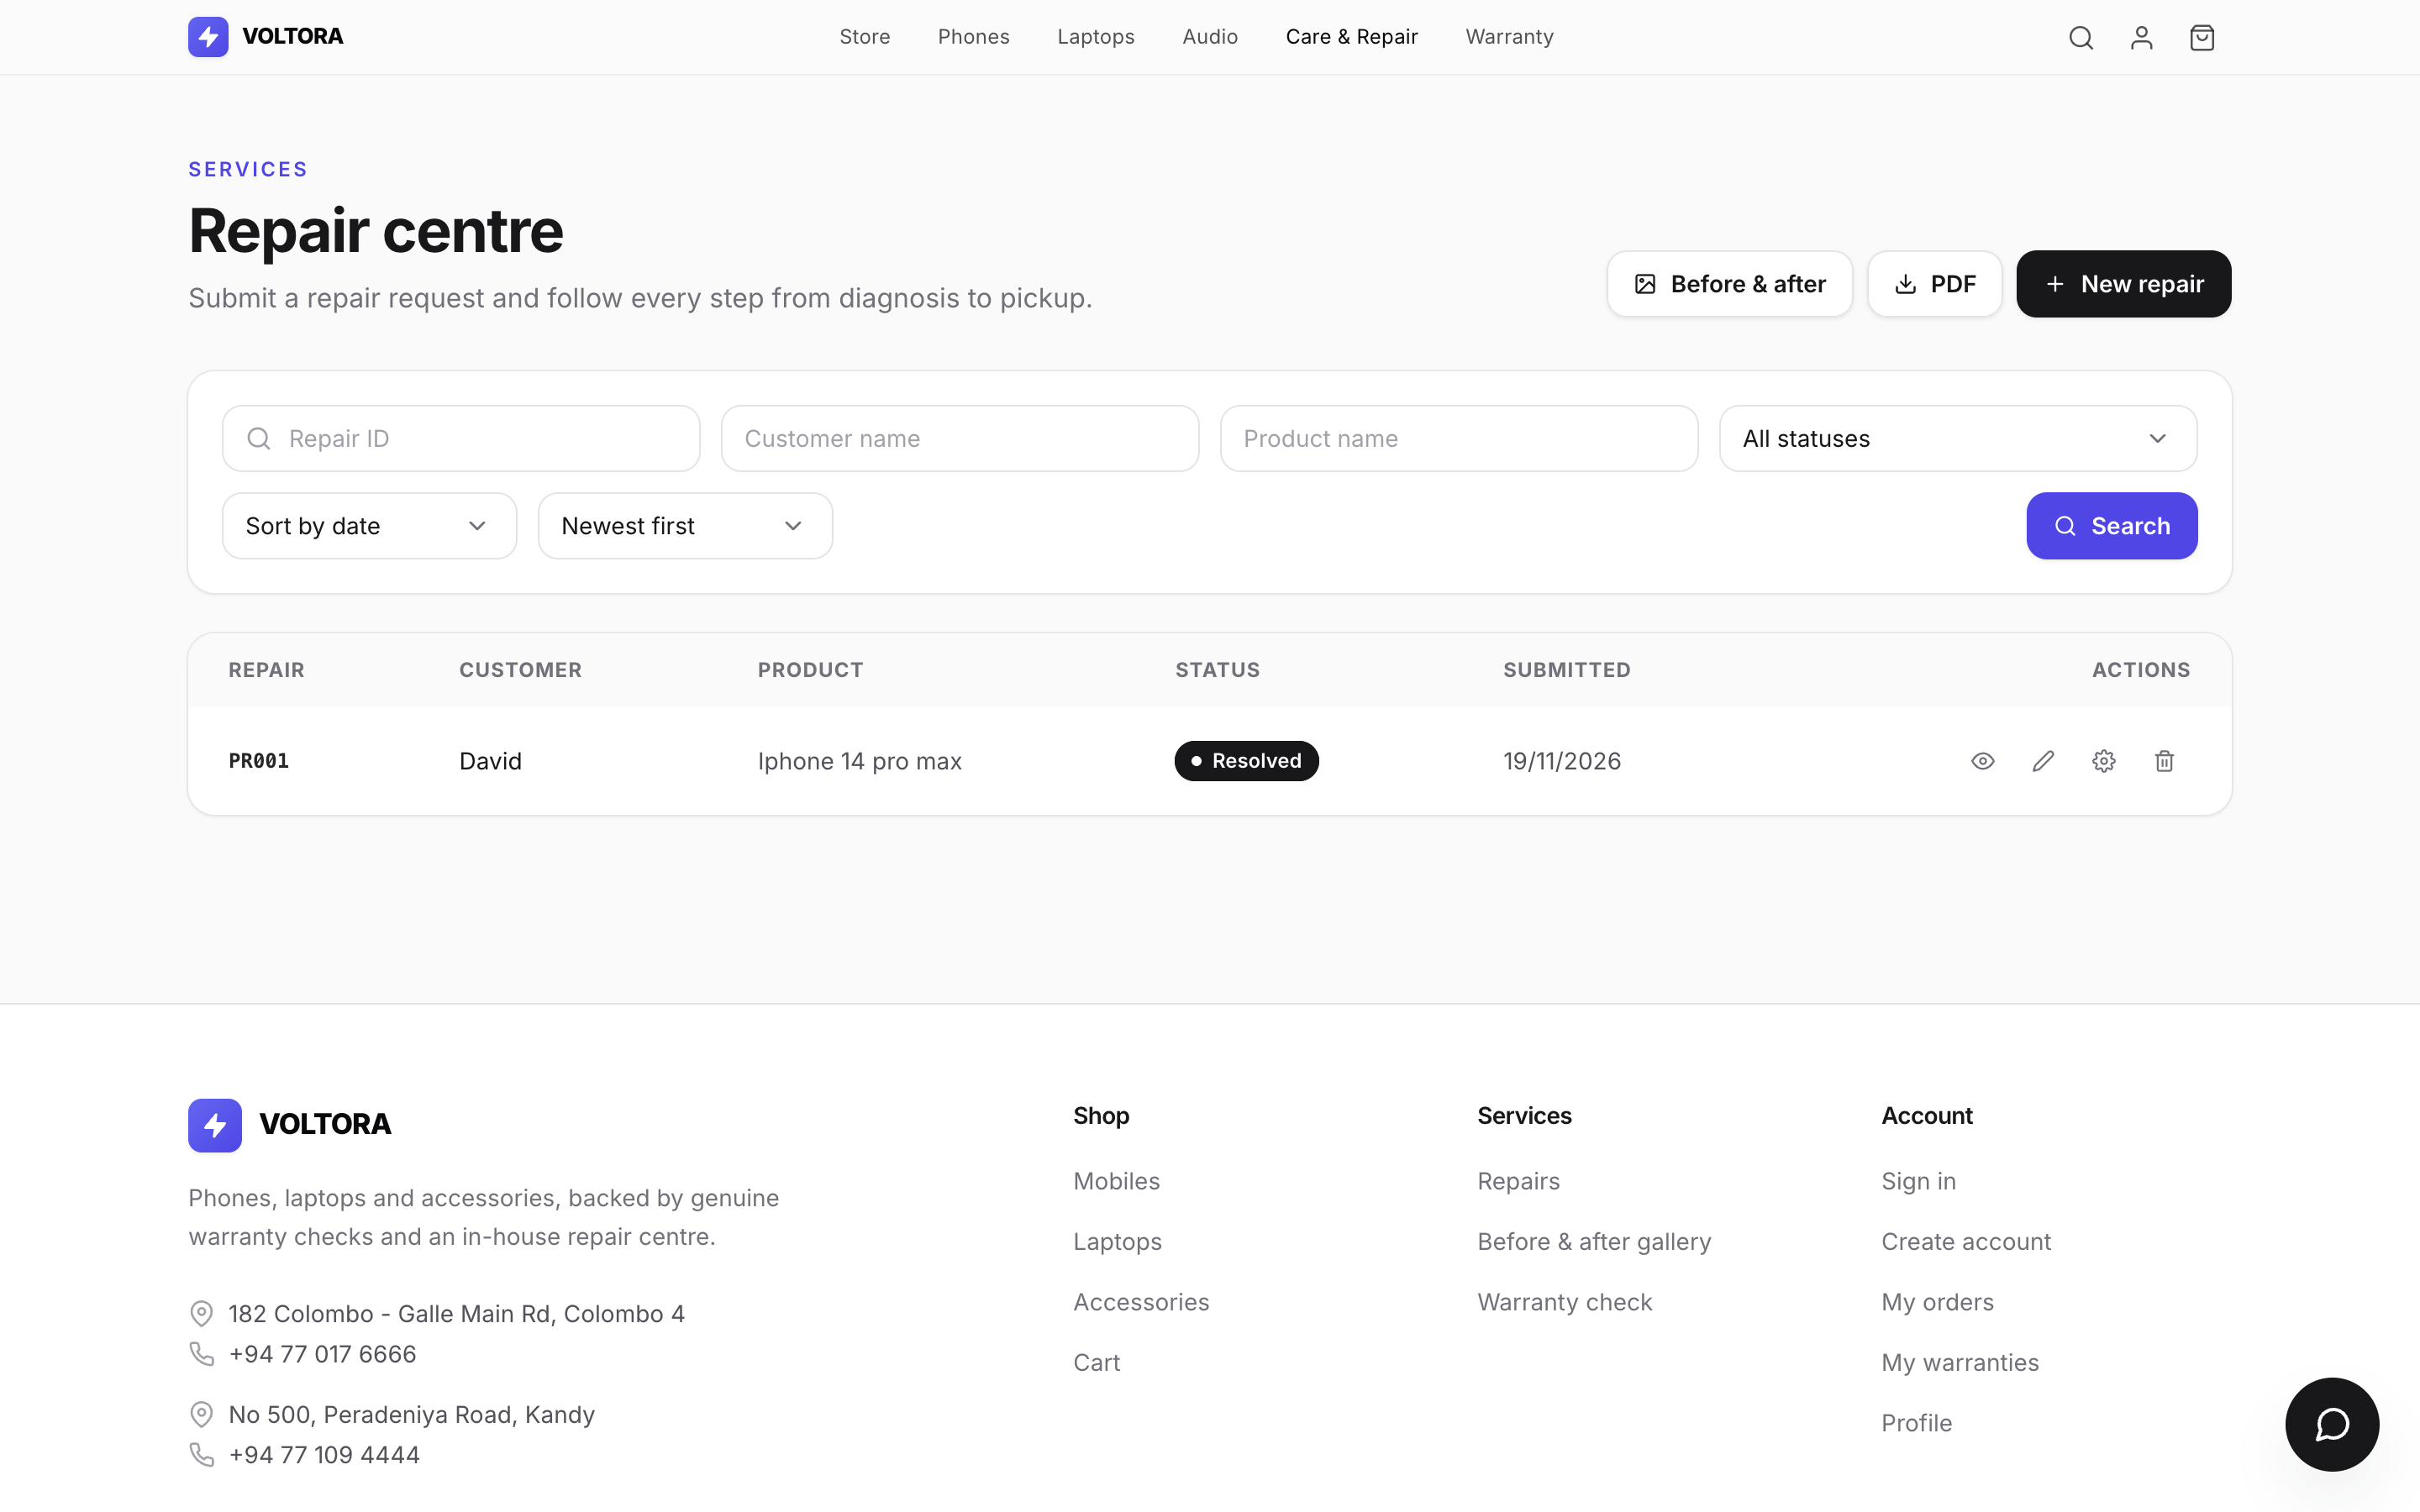 VOLTORA
Store
Phones
Laptops
Audio
Care & Repair
Warranty
SERVICES
Repair centre
Submit a repair request and follow every step from diagnosis to pickup.
Before & after
PDF
New repair
Repair ID
Customer name
Product name
All statuses
Sort by date
Newest first
Search
REPAIR CUSTOMER PRODUCT STATUS SUBMITTED ACTIONS
PR001 David Iphone 14 pro max Resolved 19/11/2026
VOLTORA
Phones, laptops and accessories, backed by genuine
warranty checks and an in-house repair centre.
182 Colombo - Galle Main Rd, Colombo 4
+94 77 017 6666
No 500, Peradeniya Road, Kandy
+94 77 109 4444
Shop
Mobiles
Laptops
Accessories
Cart
Services
Repairs
Before & after gallery
Warranty check
Account
Sign in
Create account
My orders
My warranties
Profile